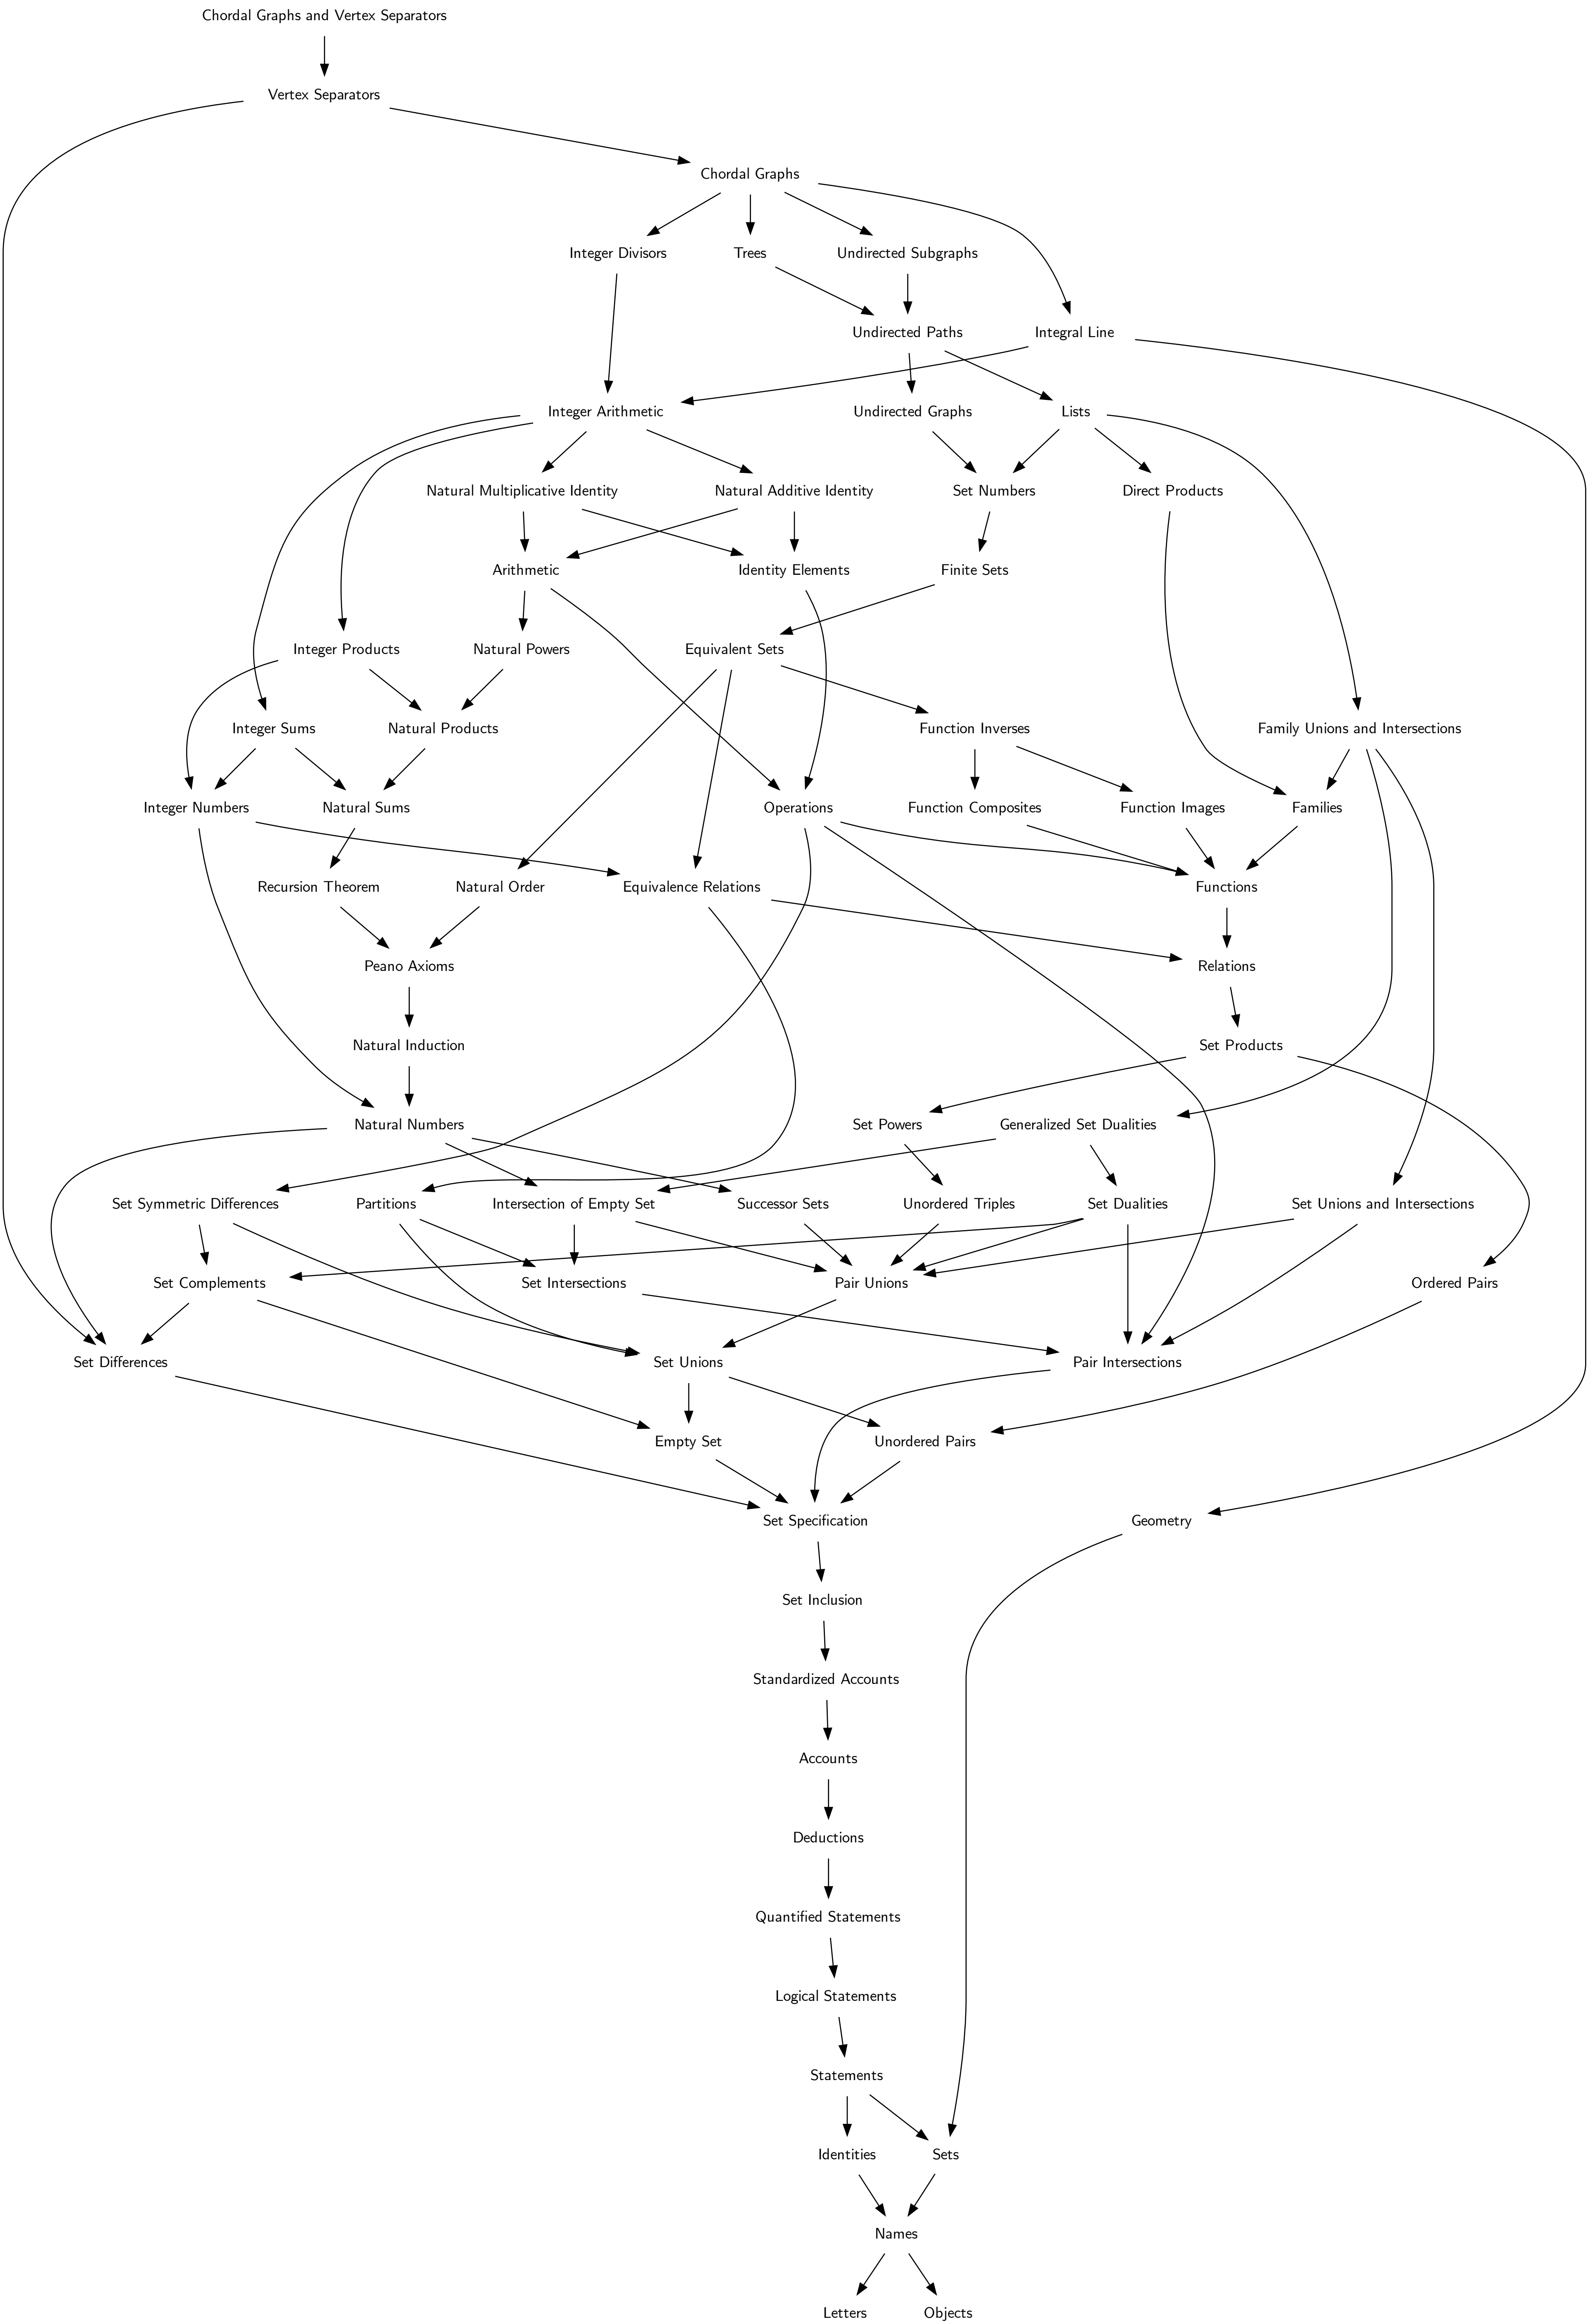 Chordal Graphs and Vertex Separators
Vertex Separators
Chordal Graphs
Integer Divisors
Trees
Undirected Subgraphs
Undirected Paths
Integral Line
Integer Arithmetic
Undirected Graphs
Lists
Natural Multiplicative Identity
Natural Additive Identity
Set Numbers
Direct Products
Arithmetic
Identity Elements
Finite Sets
Integer Products
Natural Powers
Equivalent Sets
Integer Sums
Natural Products
Function Inverses
Family Unions and Intersections
Integer Numbers
Natural Sums
Operations
Function Composites
Function Images
Families
Recursion Theorem
Natural Order
Equivalence Relations
Functions
Peano Axioms
Relations
Natural Induction
Set Products
Natural Numbers
Set Powers
Generalized Set Dualities
Set Symmetric Differences
Partitions
Intersection of Empty Set
Successor Sets
Unordered Triples
Set Dualities
Set Unions and Intersections
Set Complements
Set Intersections
Pair Unions
Ordered Pairs
Set Differences
Set Unions
Pair Intersections
Empty Set
Unordered Pairs
Set Specification
Geometry
Set Inclusion
Standardized Accounts
Accounts
Deductions
Quantified Statements
Logical Statements
Statements
Identities
Sets
Names
Letters
Objects